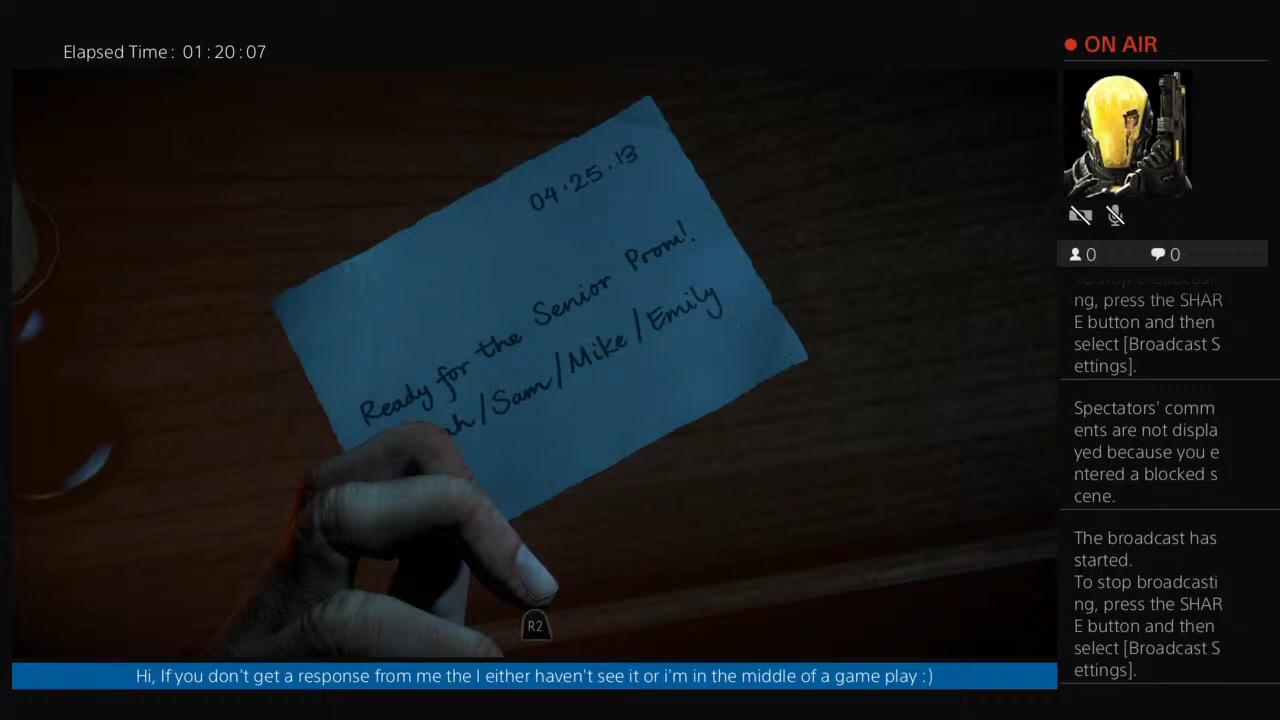 Elapsed Time: 01:20:07
ON AIR
0 0
04.25.13
Ready for the Senior Prom!
ah/Sam/Mike/Emily
R2
ng, press the SHAR
E button and then
select [Broadcast S
ettings].
Spectators' comm
ents are not displa
yed because you e
ntered a blocked s
cene.
The broadcast has
started.
To stop broadcasti
ng, press the SHAR
E button and then
select [Broadcast S
ettings].
Hi, If you don't get a response from me the I either haven't see it or i'm in the middle of a game play :)